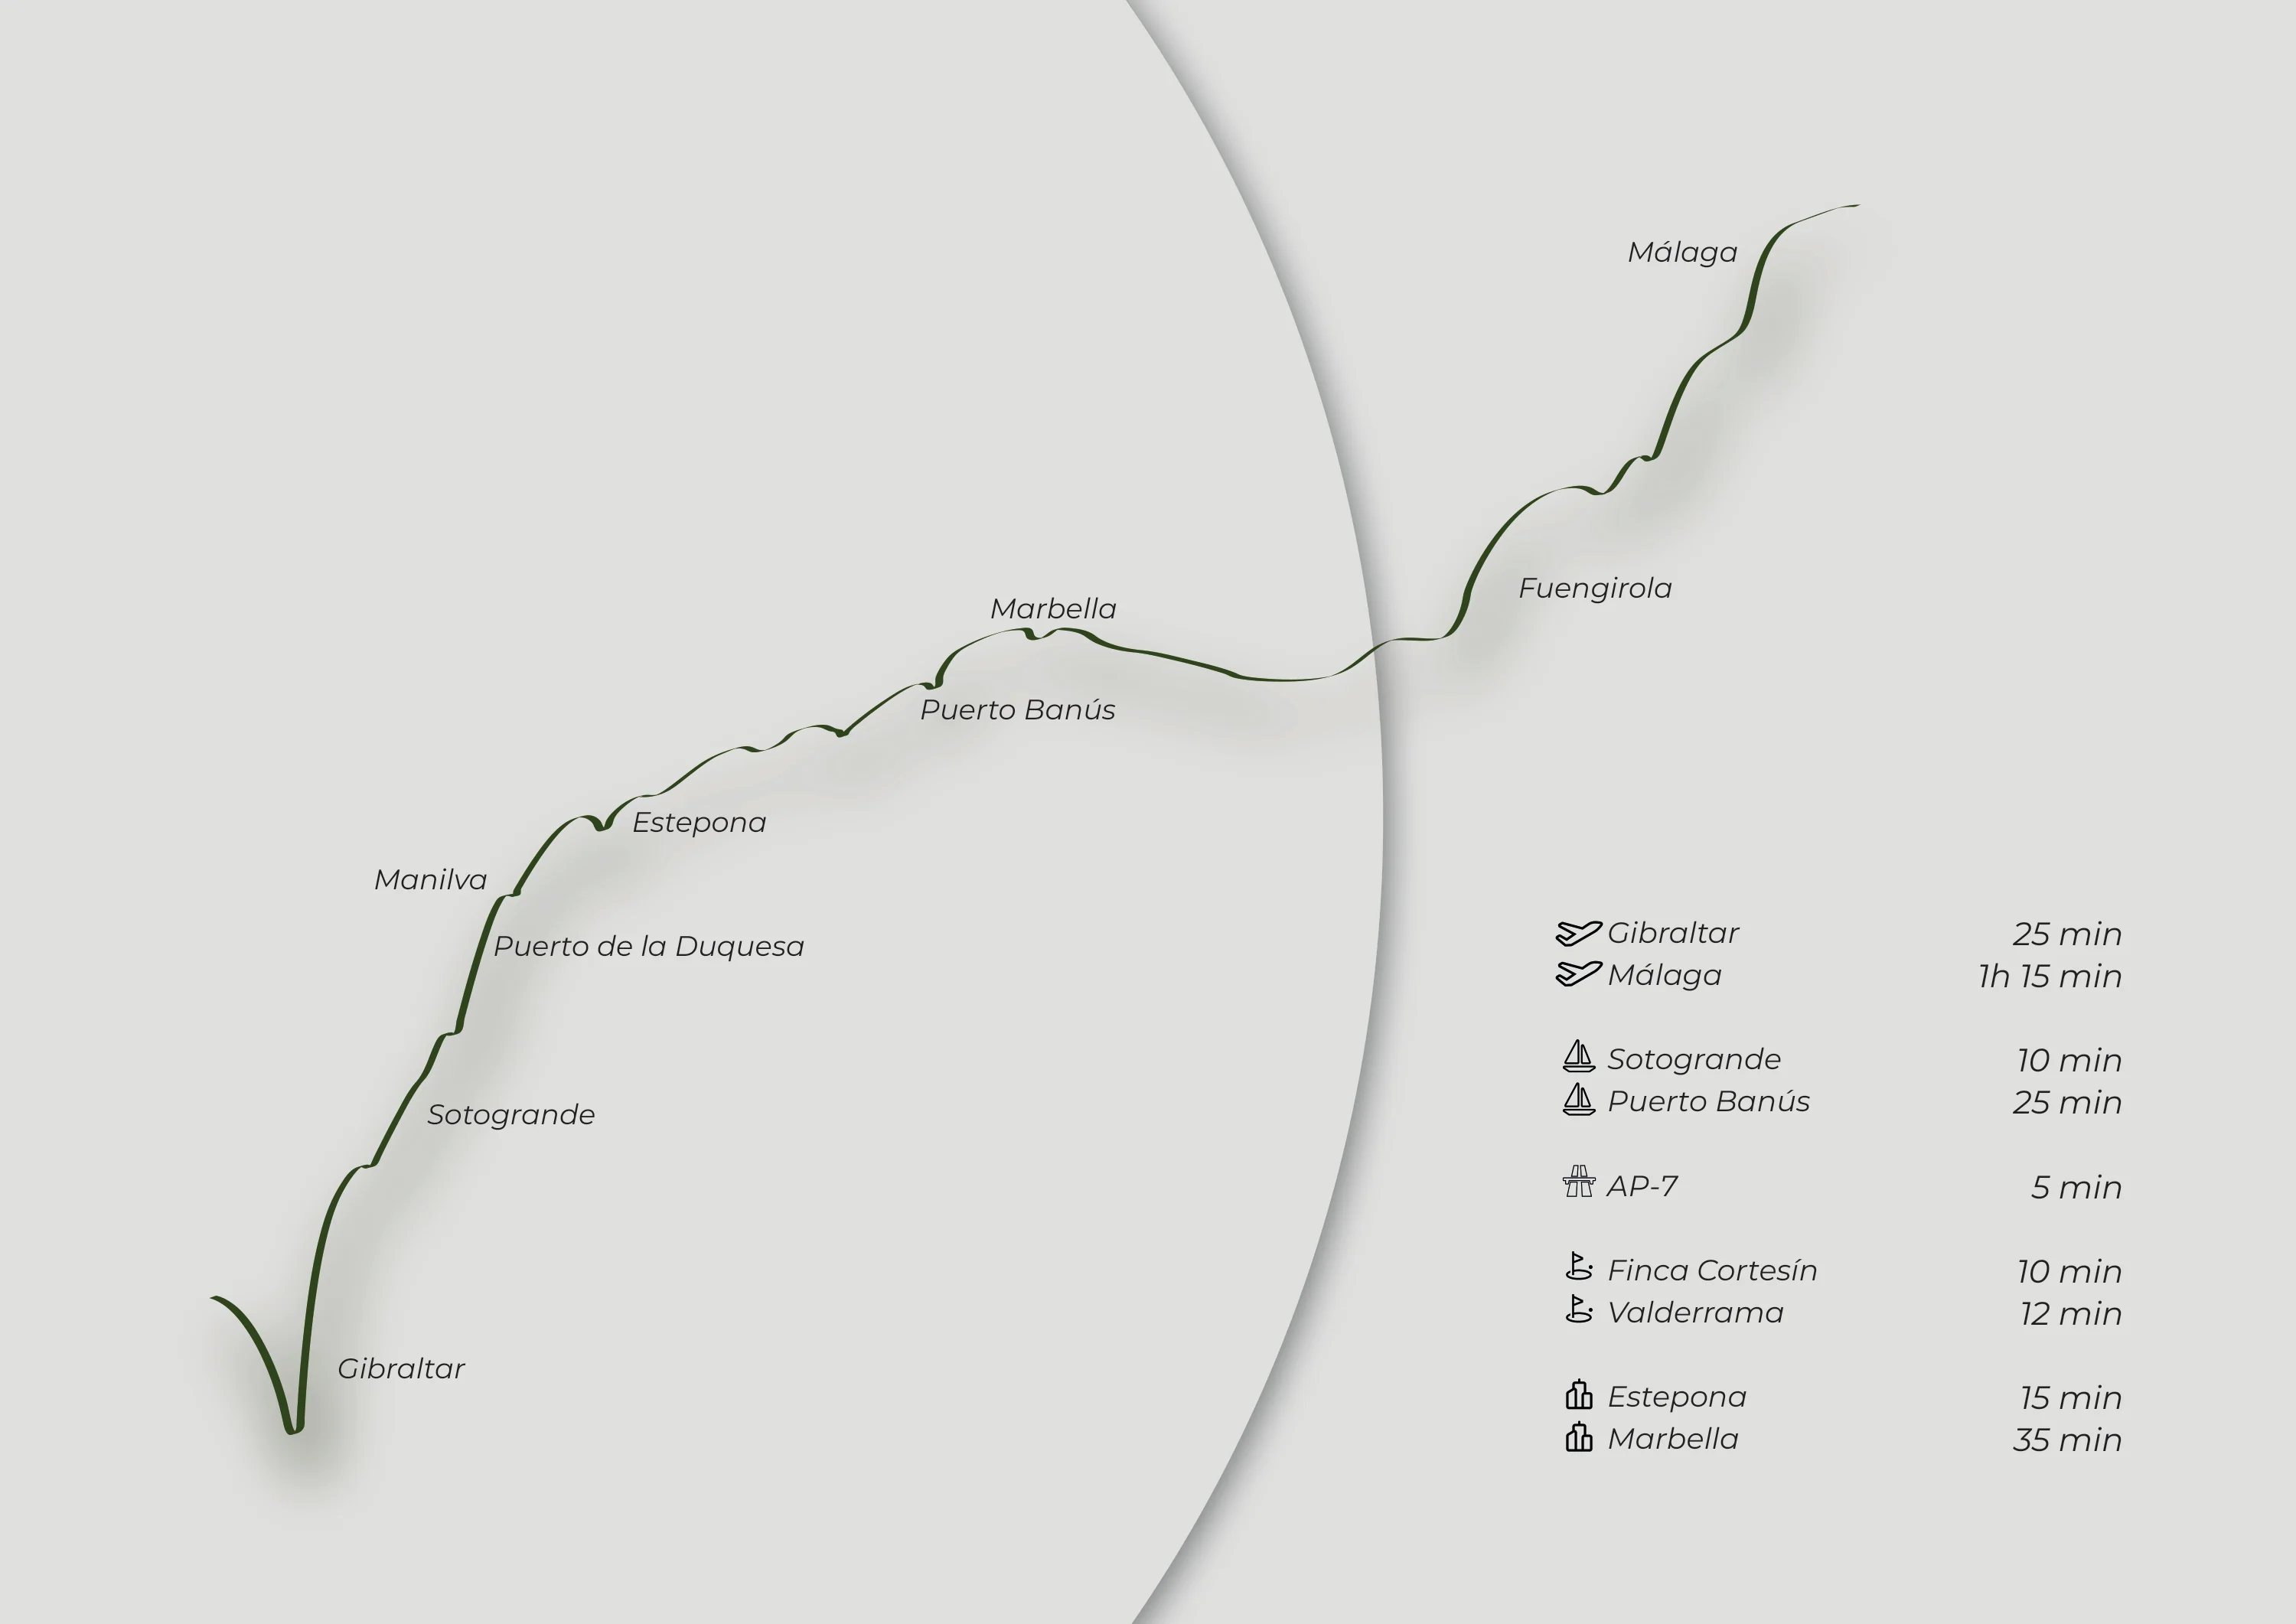 Málaga
Fuengirola
Marbella
Puerto Banús
Estepona
Manilva
Puerto de la Duquesa
Sotogrande
Gibraltar
Gibraltar 25 min
Málaga 1h 15 min
Sotogrande 10 min
Puerto Banús 25 min
AP-7 5 min
Finca Cortesín 10 min
Valderrama 12 min
Estepona 15 min
Marbella 35 min